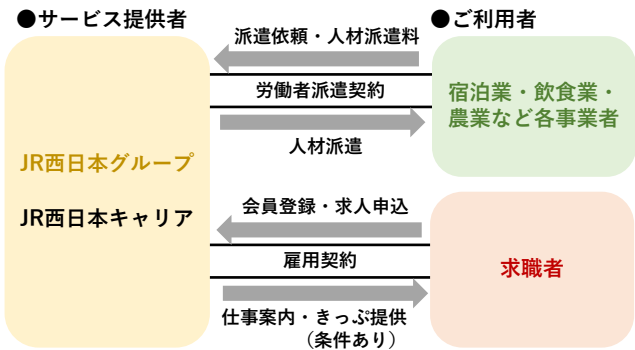 ●サービス提供者
●ご利用者
派遣依頼・人材派遣料
労働者派遣契約
人材派遣
宿泊業・飲食業・
農業など各事業者
JR西日本グループ
JR西日本キャリア
会員登録・求人申込
雇用契約
仕事案内・きっぷ提供
（条件あり）
求職者